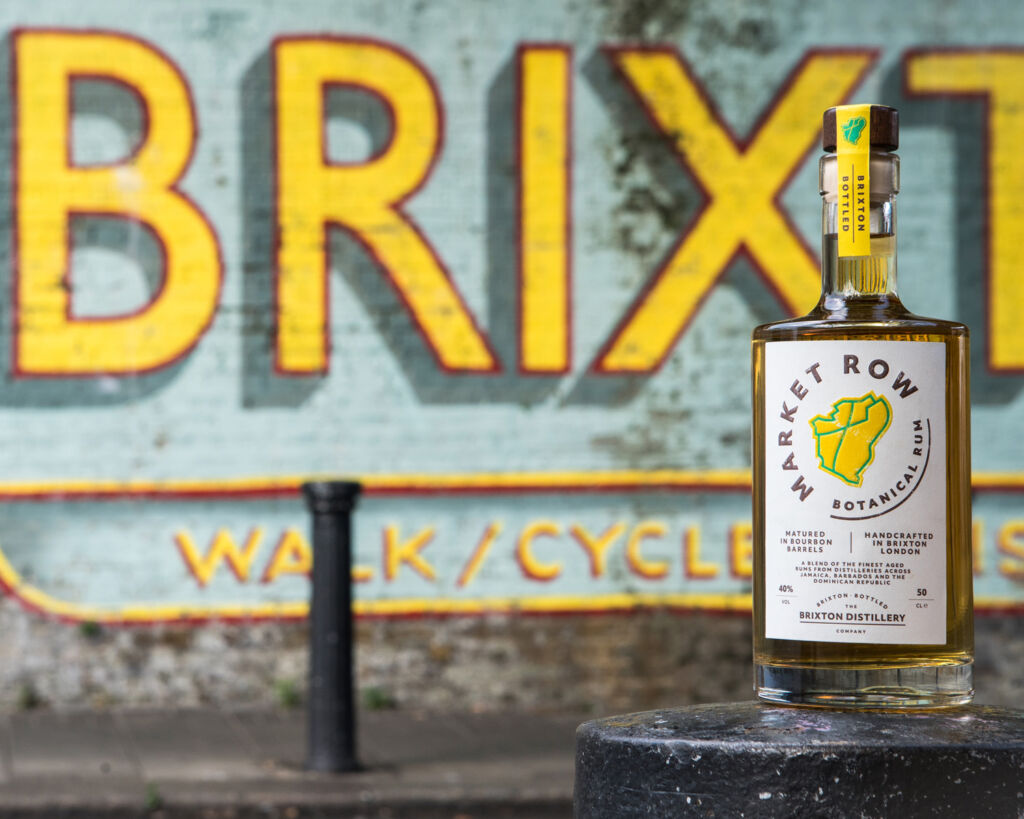 BRIXT
WALK/CYCLE
BRIXTON
BOTTLED
MARKET ROW
BOTANICAL RUM
MATURED
IN BOURBON
BARRELS
HANDCRAFTED
IN BRIXTON
LONDON
A BLEND OF THE FINEST AGED
RUMS FROM DISTILLERIES ACROSS
JAMAICA, BARBADOS AND THE
DOMINICAN REPUBLIC
40%
VOL
50
CL℮
BRIXTON · BOTTLED
THE
BRIXTON DISTILLERY
COMPANY